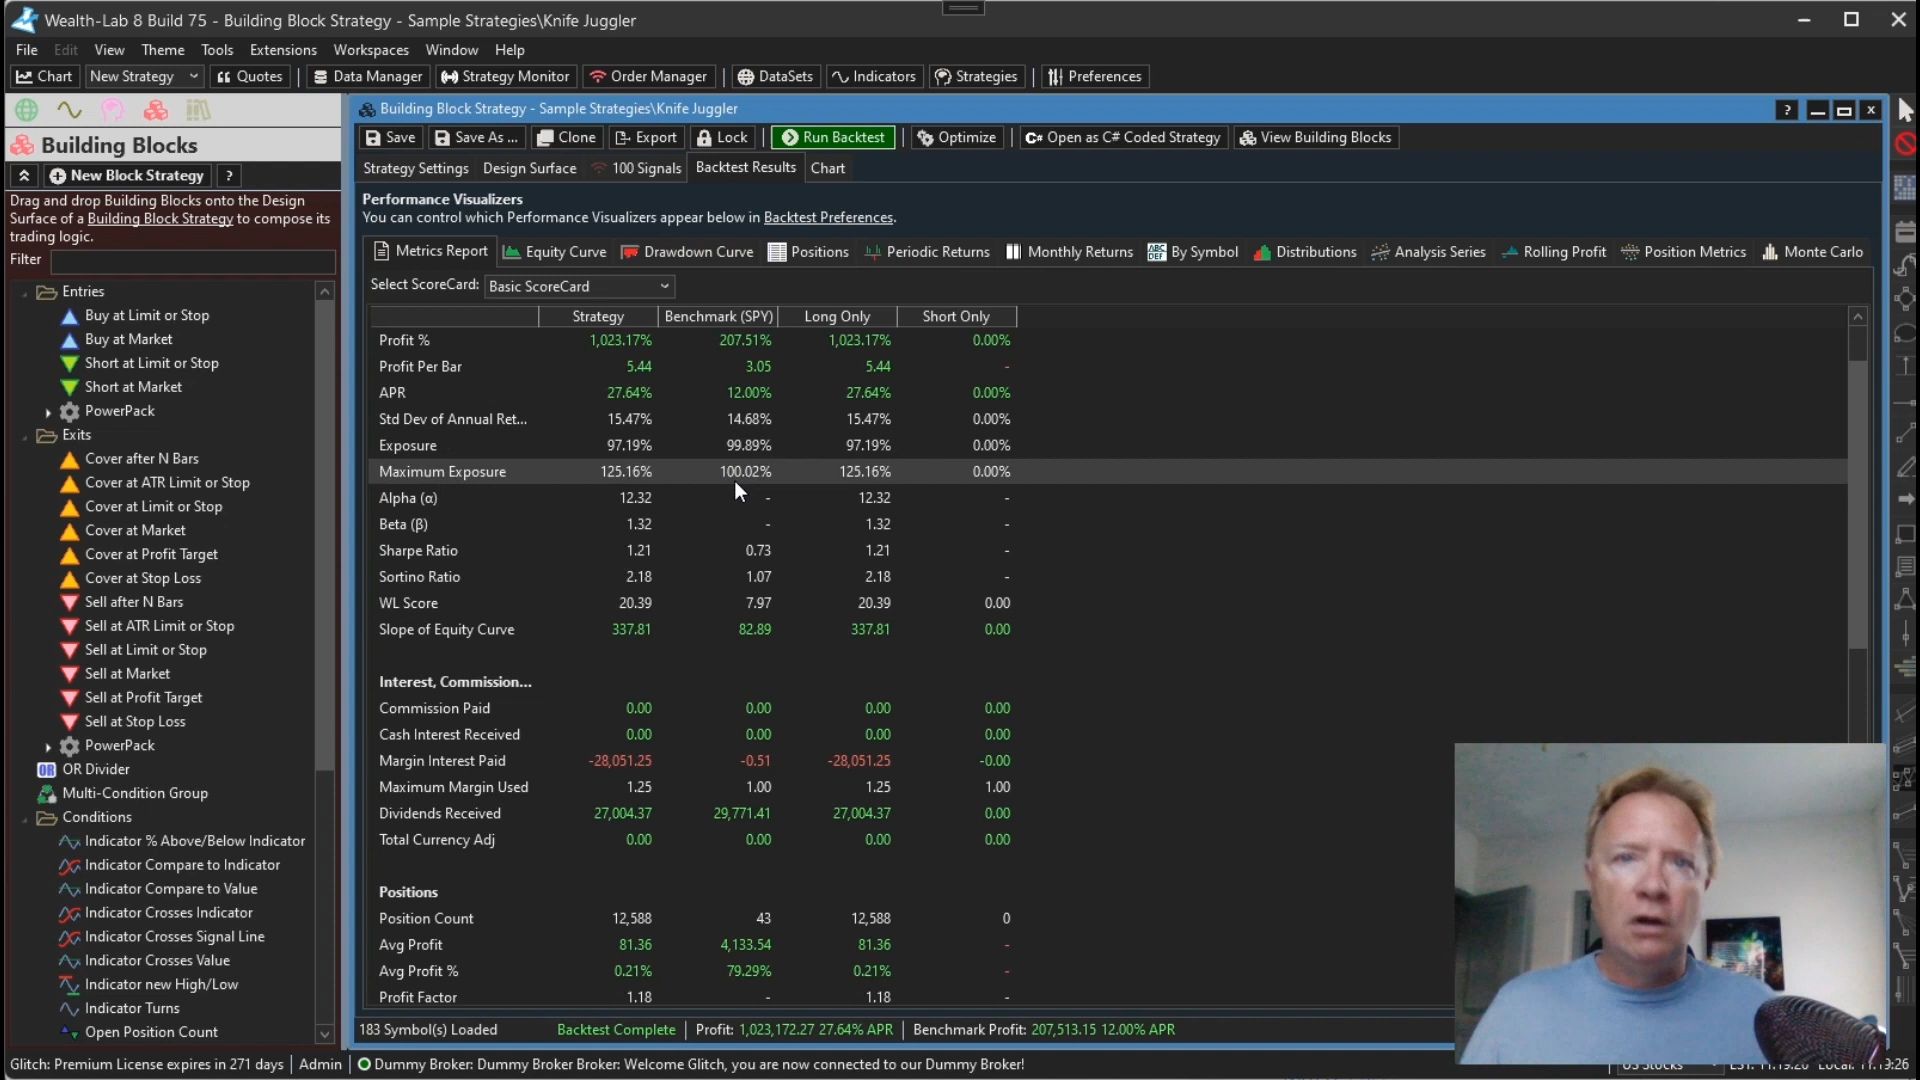 Wealth-Lab 8 Build 75 - Building Block Strategy - Sample Strategies\Knife Juggler
File Edit View Theme Tools Extensions Workspaces Window Help
Chart New Strategy Quotes Data Manager Strategy Monitor Order Manager DataSets Indicators Strategies Preferences
Building Block Strategy - Sample Strategies\Knife Juggler ?
Building Blocks
Save Save As ... Clone Export Lock Run Backtest Optimize C# Open as C# Coded Strategy View Building Blocks
Strategy Settings Design Surface 100 Signals Backtest Results Chart
New Block Strategy ?
Drag and drop Building Blocks onto the Design
Surface of a Building Block Strategy to compose its
trading logic.
Filter
Performance Visualizers
You can control which Performance Visualizers appear below in Backtest Preferences.
Metrics Report Equity Curve Drawdown Curve Positions Periodic Returns Monthly Returns ABC DEF By Symbol Distributions Analysis Series Rolling Profit Position Metrics Monte Carlo
Select ScoreCard: Basic ScoreCard
Entries
Buy at Limit or Stop
Buy at Market
Short at Limit or Stop
Short at Market
PowerPack
Exits
Cover after N Bars
Cover at ATR Limit or Stop
Cover at Limit or Stop
Cover at Market
Cover at Profit Target
Cover at Stop Loss
Sell after N Bars
Sell at ATR Limit or Stop
Sell at Limit or Stop
Sell at Market
Sell at Profit Target
Sell at Stop Loss
PowerPack
OR OR Divider
Multi-Condition Group
Conditions
Indicator % Above/Below Indicator
Indicator Compare to Indicator
Indicator Compare to Value
Indicator Crosses Indicator
Indicator Crosses Signal Line
Indicator Crosses Value
Indicator new High/Low
Indicator Turns
Open Position Count
Strategy Benchmark (SPY) Long Only Short Only
Profit % 1,023.17% 207.51% 1,023.17% 0.00%
Profit Per Bar 5.44 3.05 5.44 -
APR 27.64% 12.00% 27.64% 0.00%
Std Dev of Annual Ret... 15.47% 14.68% 15.47% 0.00%
Exposure 97.19% 99.89% 97.19% 0.00%
Maximum Exposure 125.16% 100.02% 125.16% 0.00%
Alpha (α) 12.32 - 12.32 -
Beta (β) 1.32 - 1.32 -
Sharpe Ratio 1.21 0.73 1.21 -
Sortino Ratio 2.18 1.07 2.18 -
WL Score 20.39 7.97 20.39 0.00
Slope of Equity Curve 337.81 82.89 337.81 0.00
Interest, Commission...
Commission Paid 0.00 0.00 0.00 0.00
Cash Interest Received 0.00 0.00 0.00 0.00
Margin Interest Paid -28,051.25 -0.51 -28,051.25 -0.00
Maximum Margin Used 1.25 1.00 1.25 1.00
Dividends Received 27,004.37 29,771.41 27,004.37 0.00
Total Currency Adj 0.00 0.00 0.00 0.00
Positions
Position Count 12,588 43 12,588 0
Avg Profit 81.36 4,133.54 81.36 -
Avg Profit % 0.21% 79.29% 0.21% -
Profit Factor 1.18 - 1.18 -
183 Symbol(s) Loaded Backtest Complete Profit: 1,023,172.27 27.64% APR Benchmark Profit: 207,513.15 12.00% APR
Glitch: Premium License expires in 271 days Admin Dummy Broker: Dummy Broker Broker: Welcome Glitch, you are now connected to our Dummy Broker!